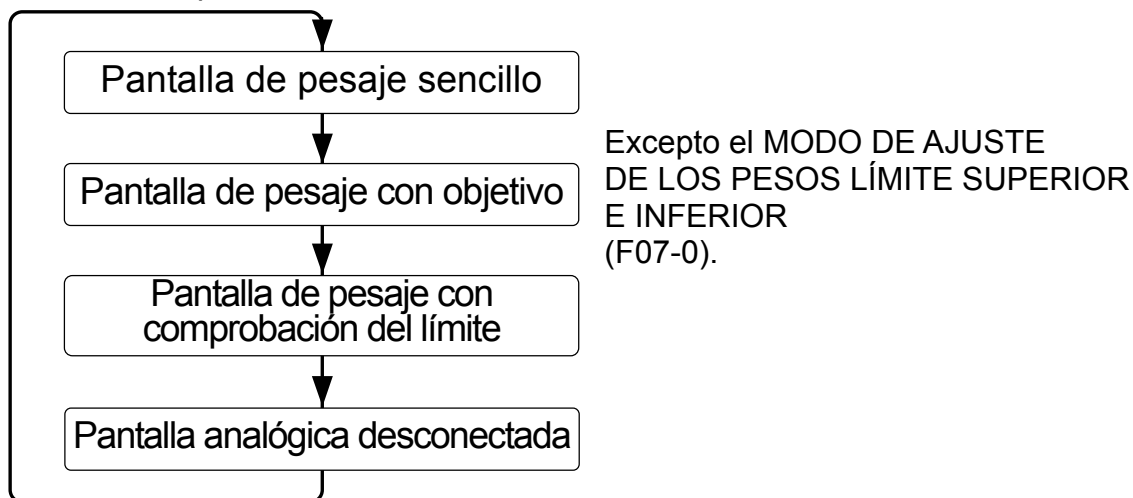 Pantalla de pesaje sencillo
Pantalla de pesaje con objetivo
Pantalla de pesaje con
comprobación del límite
Pantalla analógica desconectada
Excepto el MODO DE AJUSTE
DE LOS PESOS LÍMITE SUPERIOR
E INFERIOR
(F07-0).